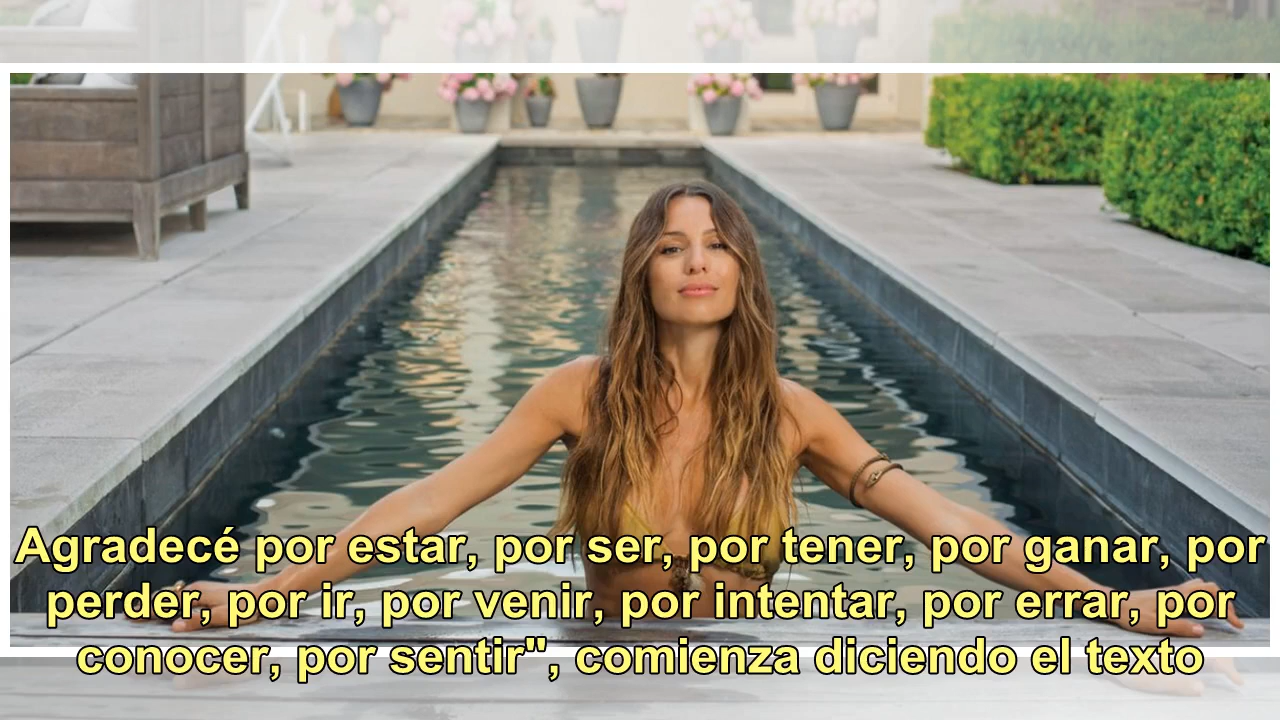 Agradecé por estar, por ser, por tener, por ganar, por
perder, por ir, por venir, por intentar, por errar, por
conocer, por sentir", comienza diciendo el texto